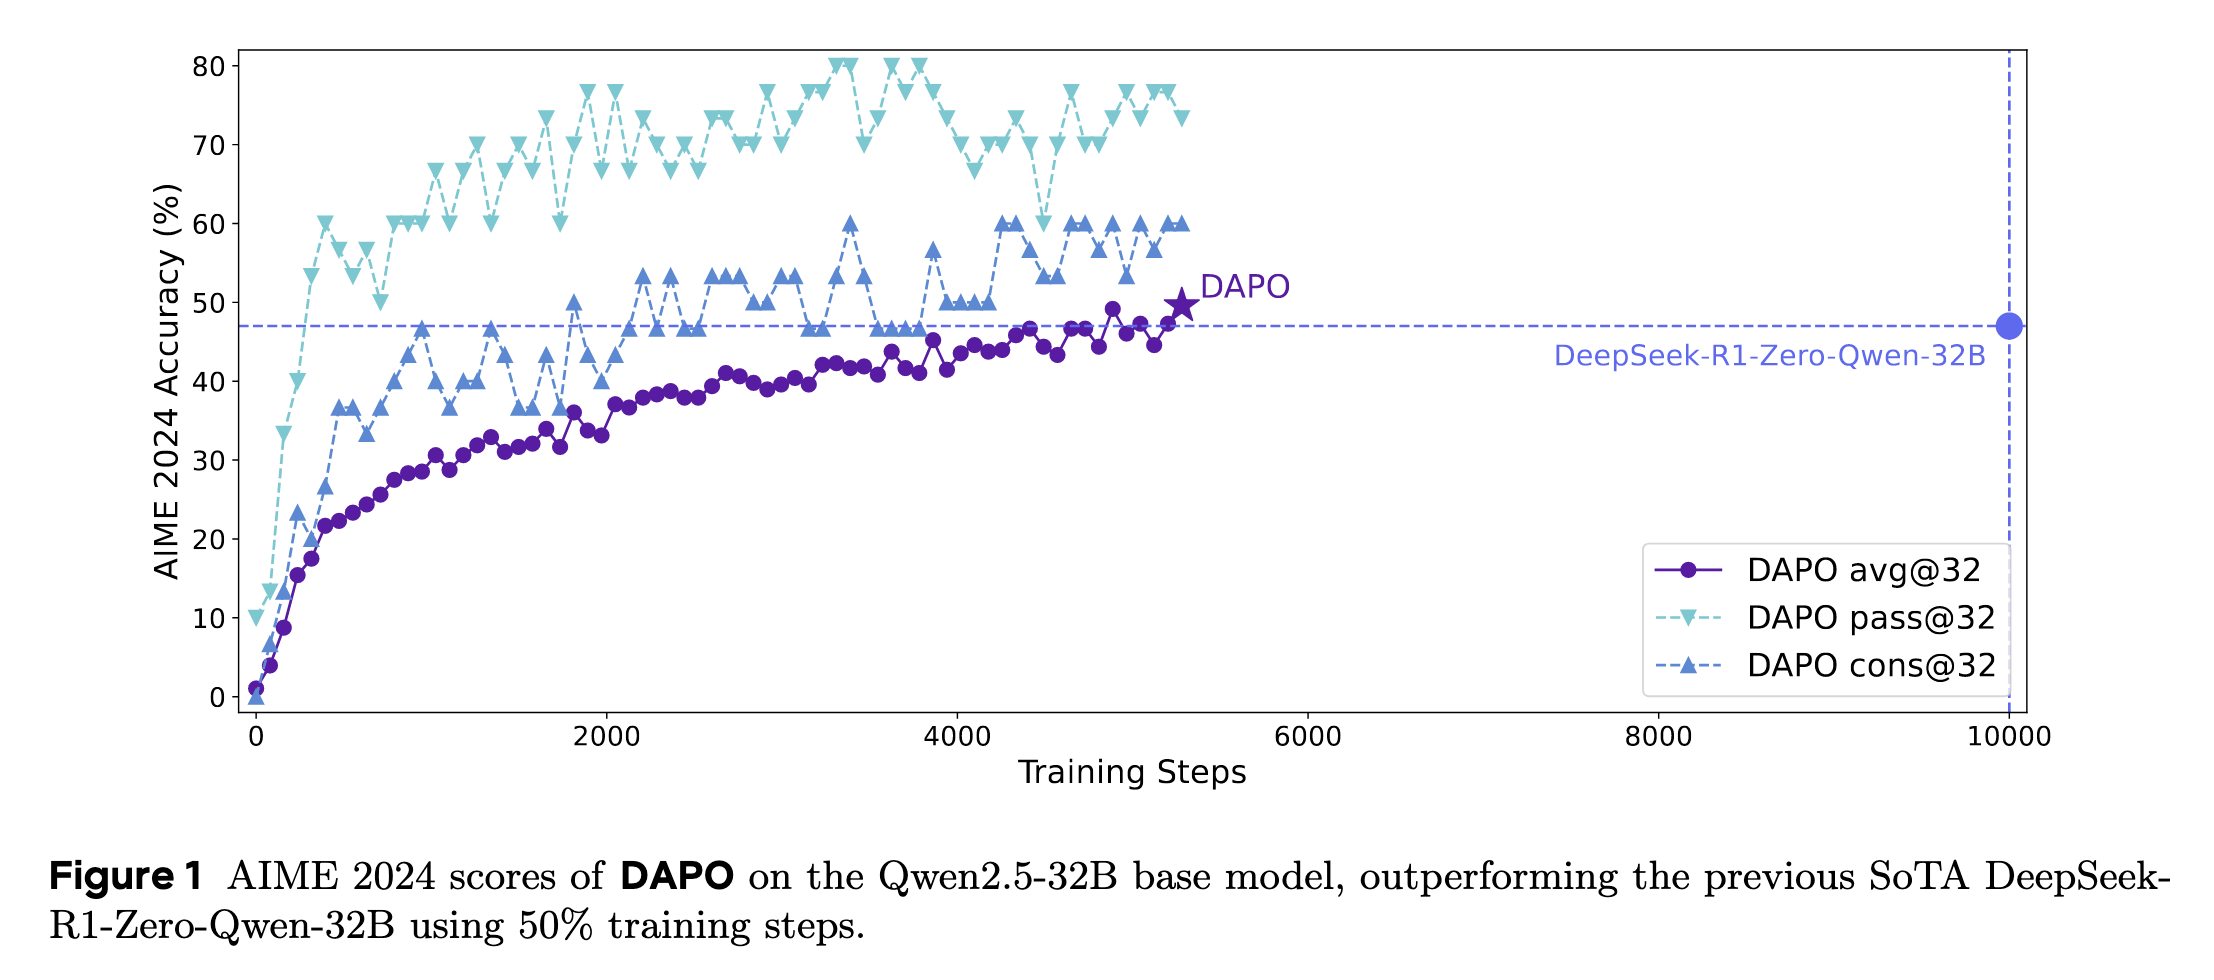 80
70
60
50
40
30
20
10
0
AIME 2024 Accuracy (%)
DAPO
DeepSeek-R1-Zero-Qwen-32B
DAPO avg@32
DAPO pass@32
DAPO cons@32
0 2000 4000 6000 8000 10000
Training Steps
Figure 1 AIME 2024 scores of DAPO on the Qwen2.5-32B base model, outperforming the previous SoTA DeepSeek-
R1-Zero-Qwen-32B using 50% training steps.